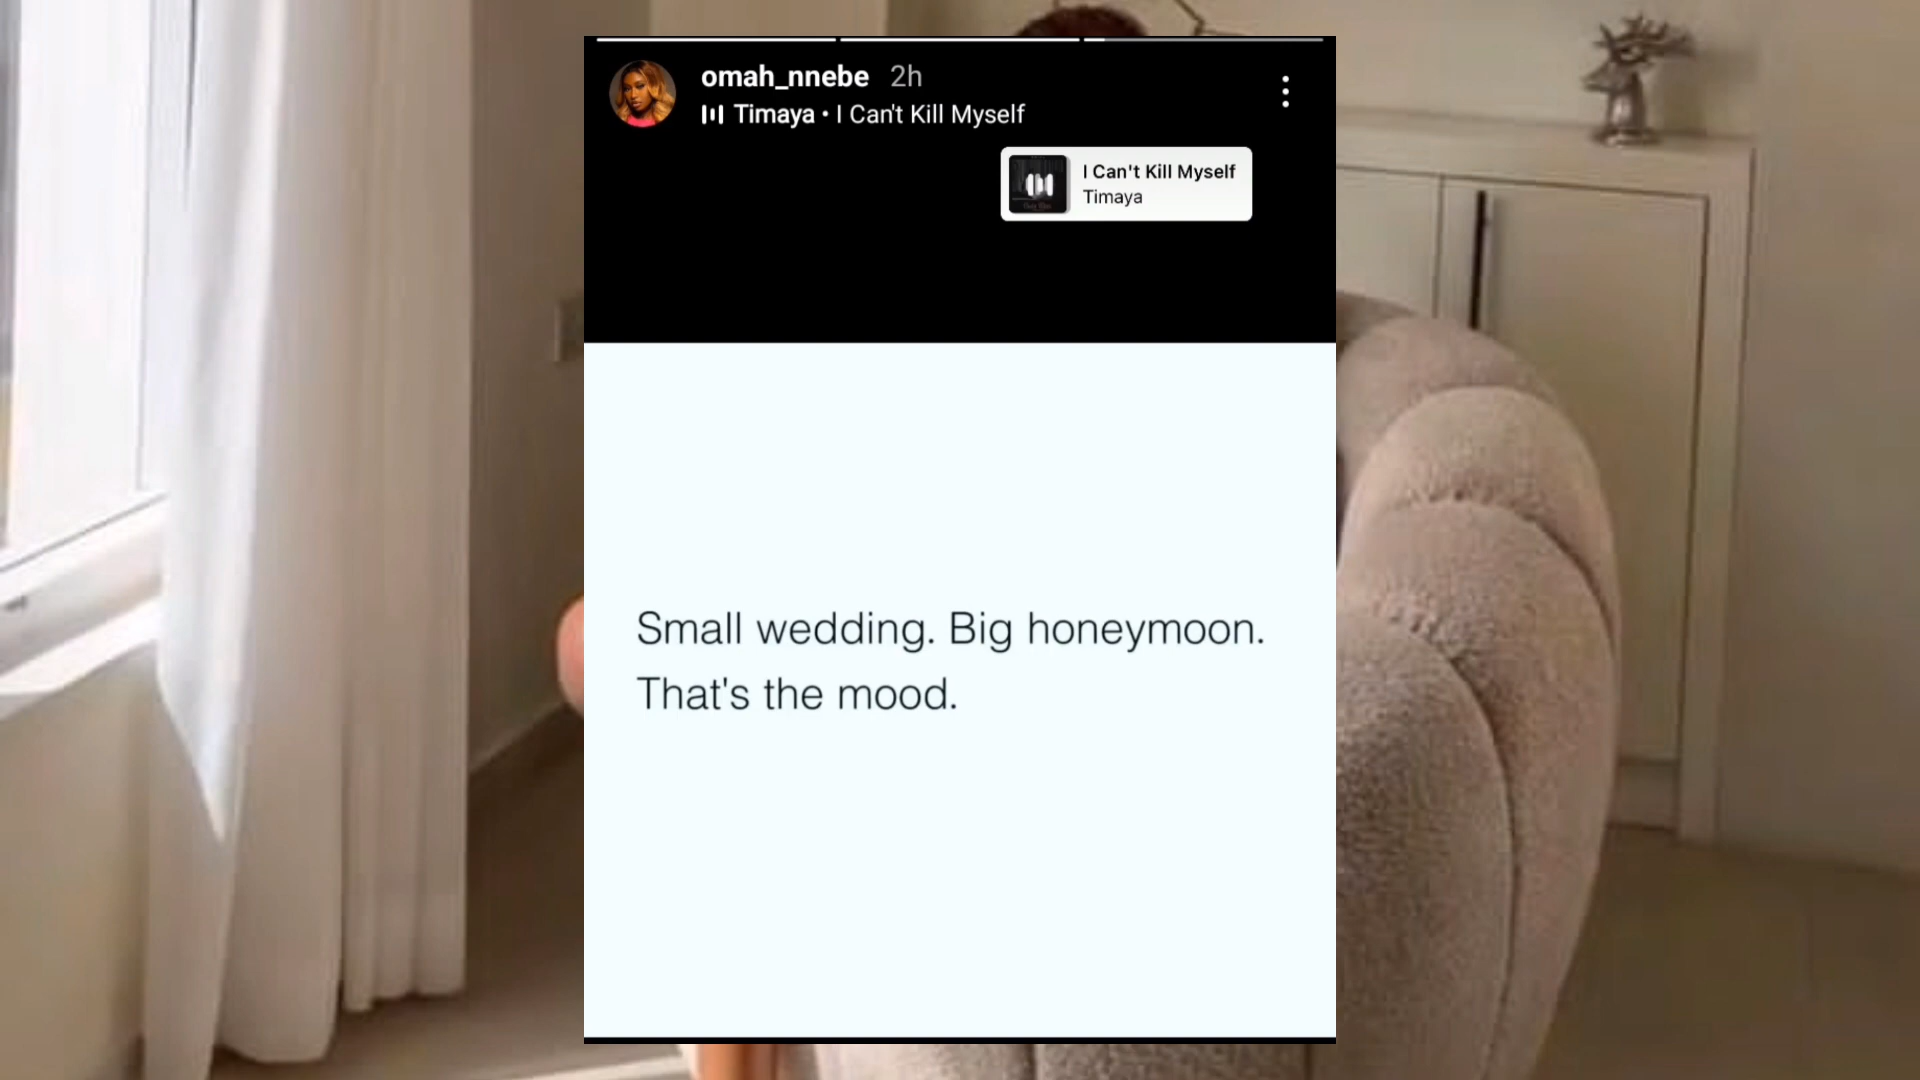 omah_nnebe 2h
Timaya • I Can't Kill Myself
I Can't Kill Myself
Timaya
Small wedding. Big honeymoon.
That's the mood.